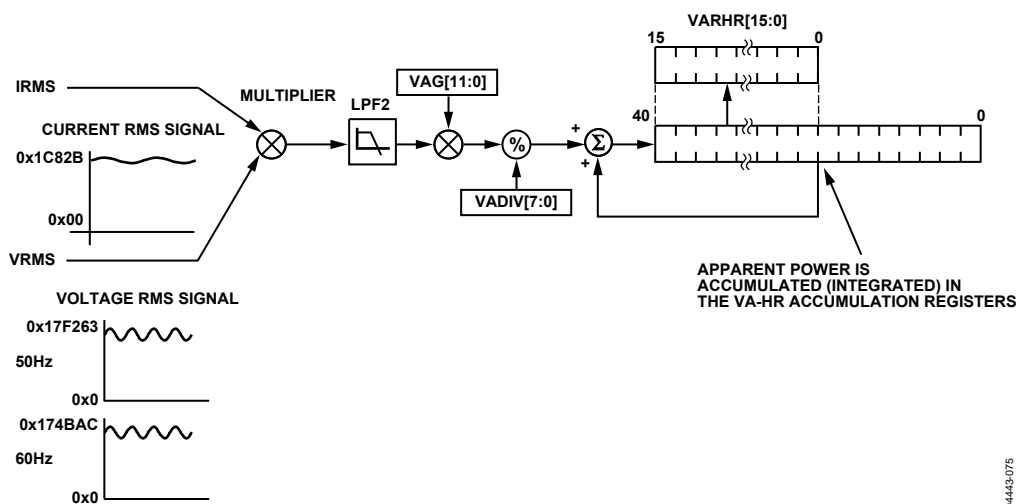 VARHR[15:0]
15
0
IRMS
MULTIPLIER
LPF2
VAG[11:0]
CURRENT RMS SIGNAL
0x1C82B
40
0
+
Σ
+
%
VADIV[7:0]
0x00
VRMS
APPARENT POWER IS
ACCUMULATED (INTEGRATED) IN
THE VA-HR ACCUMULATION REGISTERS
VOLTAGE RMS SIGNAL
0x17F263
50Hz
0x0
0x174BAC
60Hz
0x0